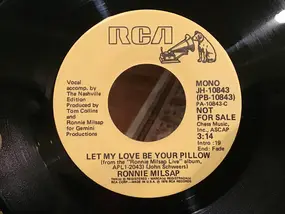 RCA
Vocal
accomp. by
The Nashville
(Edition)
Produced by
Tom Collins
and Ronnie
Milsap for
Gemini
Productions
MONO
JH-10843
(PB-10843)
PA-10843-C
NOT
FOR SALE
Chess Music,
Inc., ASCAP
3:14
Intro: 19
End: Fade
LET MY LOVE BE YOUR PILLOW
(from the "Ronnie Milsap Live" album,
APL1-2043) (John Schweers)
RONNIE MILSAP